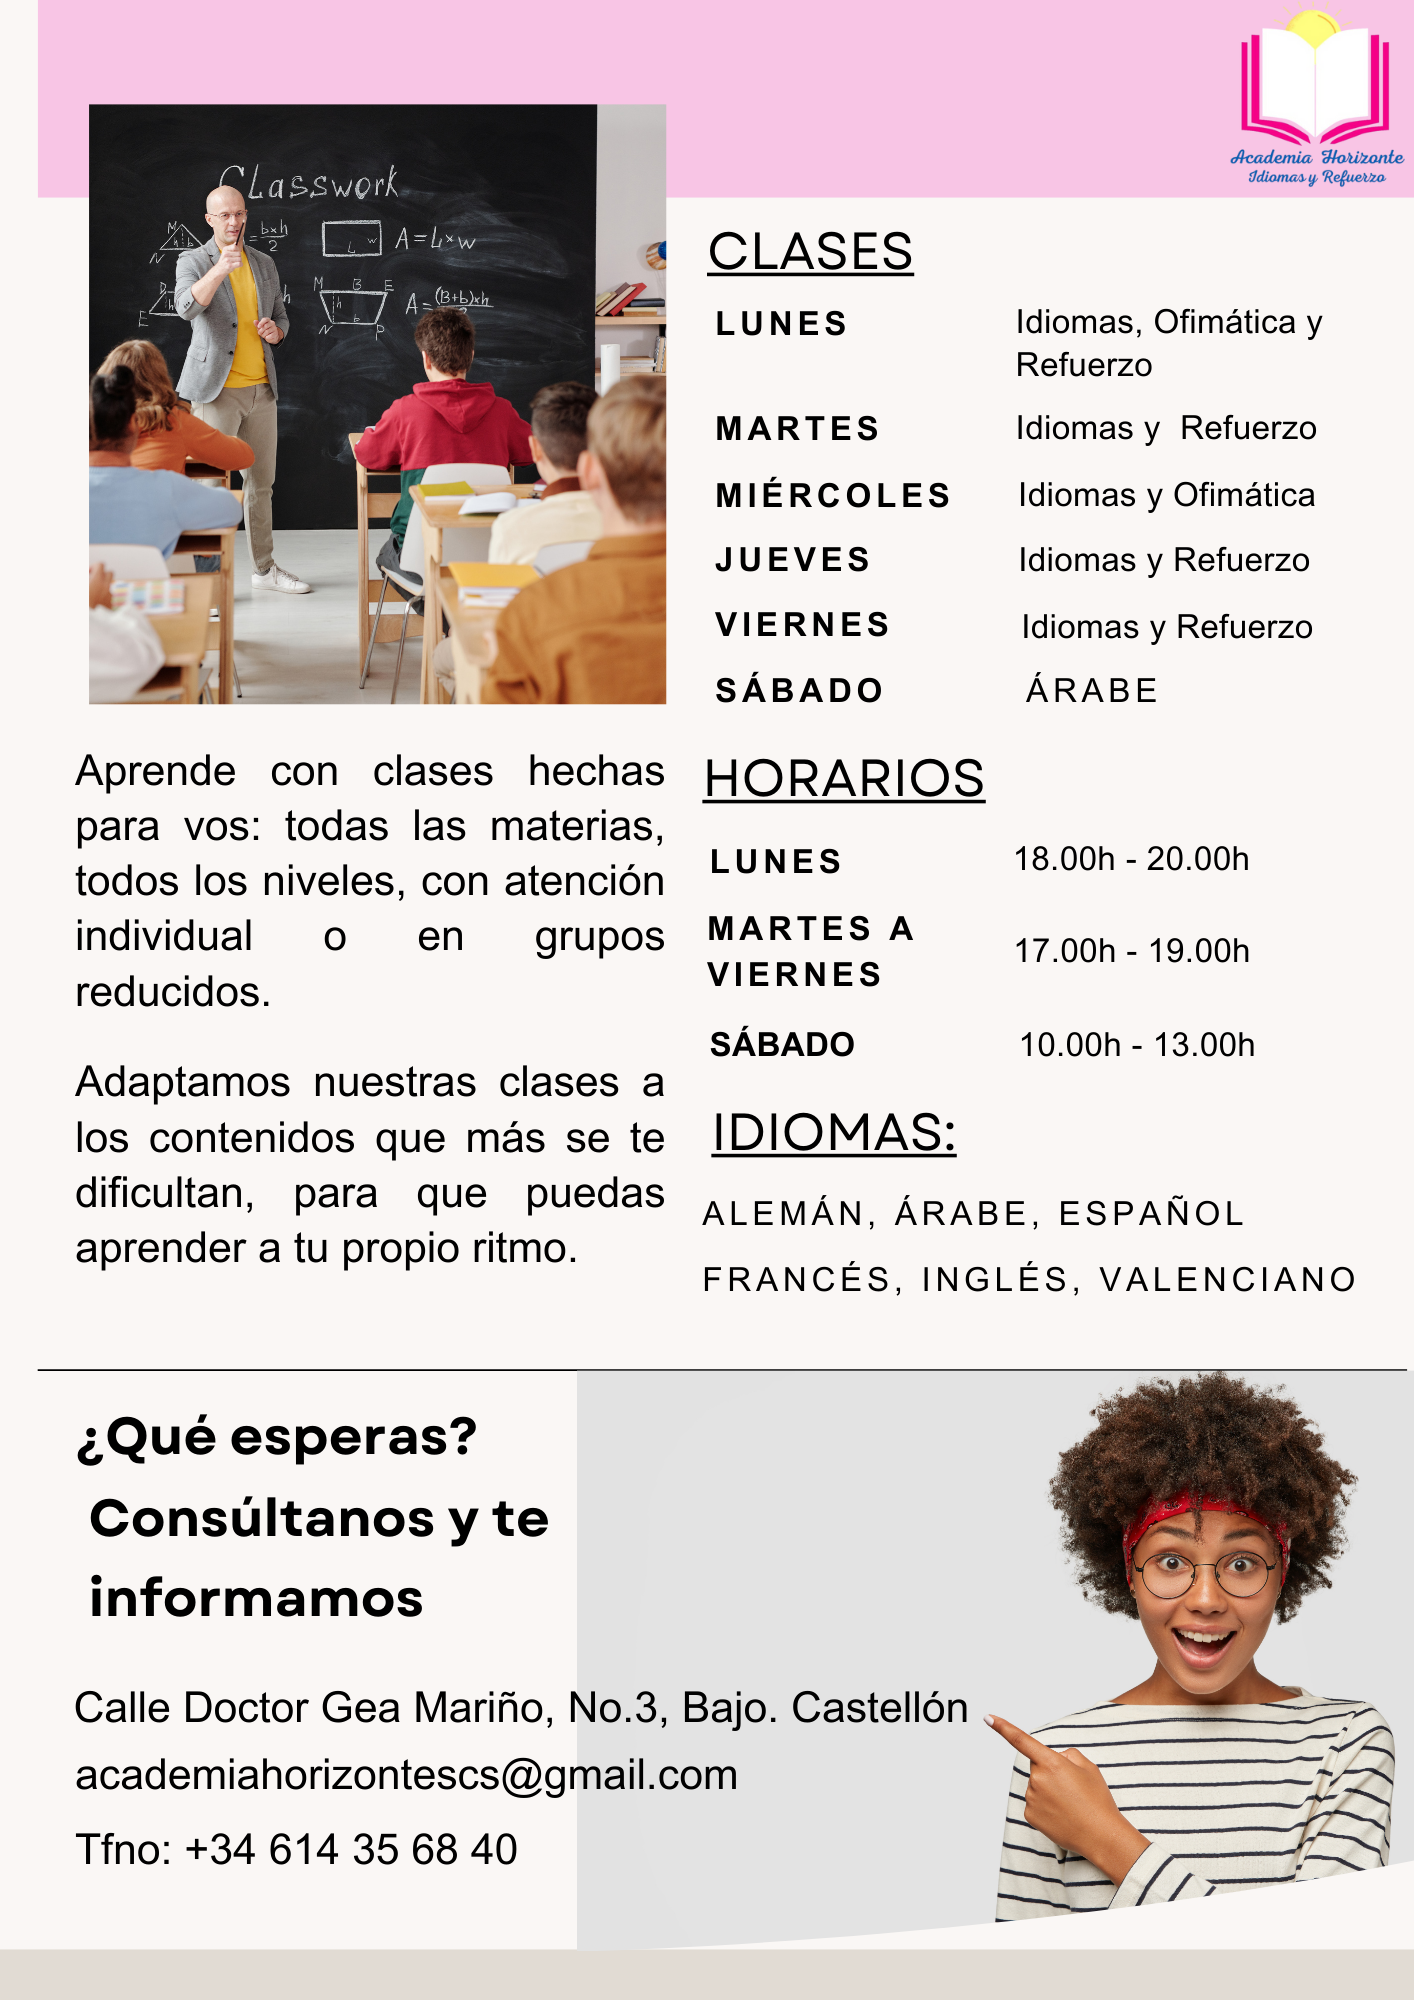 Academia Horizonte
Idiomas y Refuerzo
Classwork
M
h
b
N
= bxh
2
L
w
A=L×w
D
h
E
h
M B E
h
b
N P
A=(B+b)xh
CLASES
LUNES Idiomas, Ofimática y
Refuerzo
MARTES Idiomas y Refuerzo
MIÉRCOLES Idiomas y Ofimática
JUEVES Idiomas y Refuerzo
VIERNES Idiomas y Refuerzo
SÁBADO ÁRABE
Aprende con clases hechas
para vos: todas las materias,
todos los niveles, con atención
individual o en grupos
reducidos.
Adaptamos nuestras clases a
los contenidos que más se te
dificultan, para que puedas
aprender a tu propio ritmo.
HORARIOS
LUNES 18.00h - 20.00h
MARTES A
VIERNES 17.00h - 19.00h
SÁBADO 10.00h - 13.00h
IDIOMAS:
ALEMÁN, ÁRABE, ESPAÑOL
FRANCÉS, INGLÉS, VALENCIANO
¿Qué esperas?
Consúltanos y te
informamos
Calle Doctor Gea Mariño, No.3, Bajo. Castellón
academiahorizontescs@gmail.com
Tfno: +34 614 35 68 40